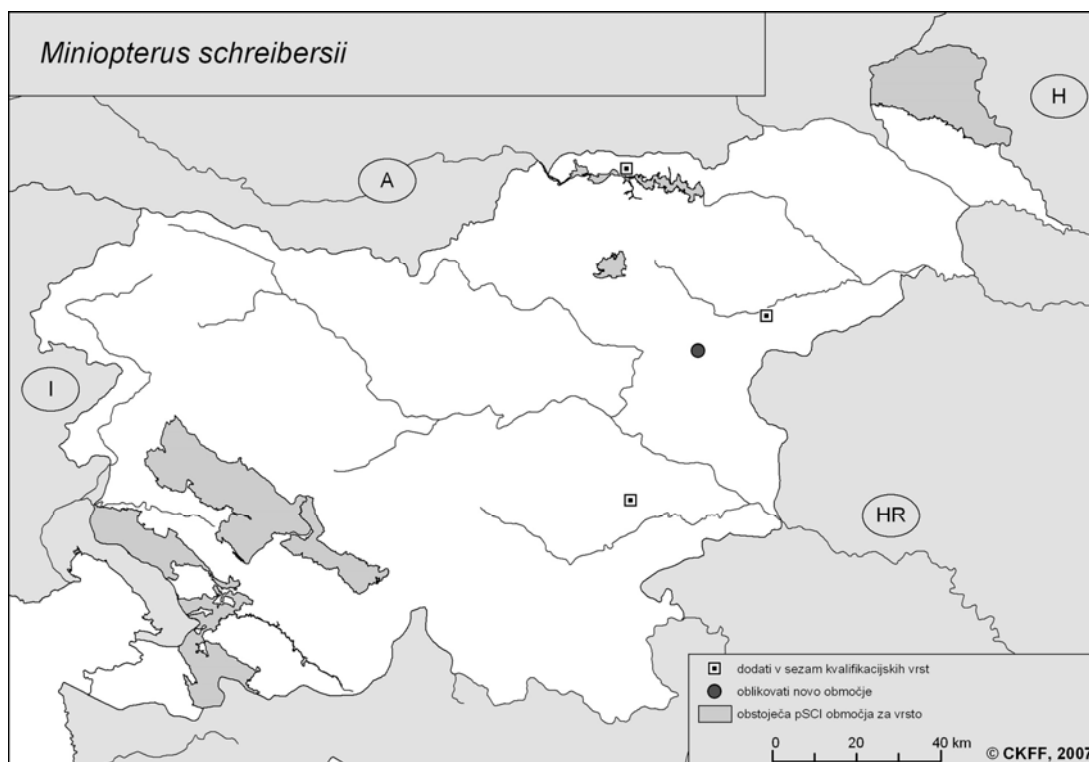 Miniopterus schreibersii
H
A
I
HR
dodati v sezam kvalifikacijskih vrst
oblikovati novo območje
obstoječa pSCI območja za vrsto
0 20 40 km
© CKFF, 2007